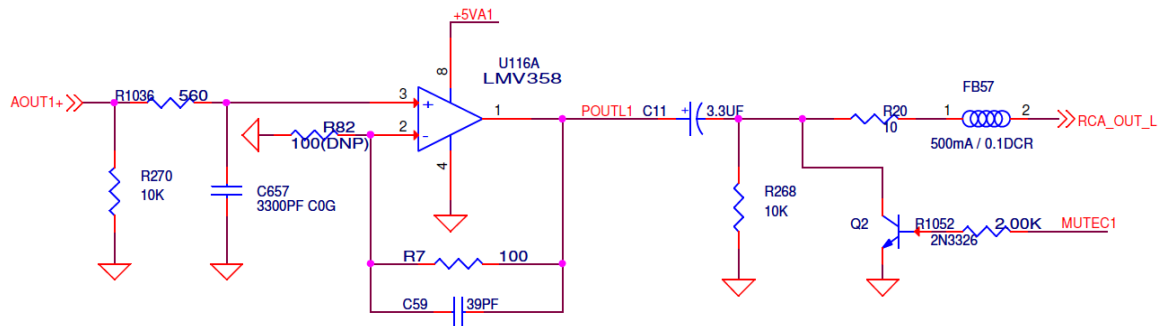 +5VA1
U116A
LMV358
8
AOUT1+
R1036
560
3
+
1
POUTL1
C11
+
3.3UF
R20
10
FB57
1
2
500mA / 0.1DCR
RCA_OUT_L
R82
100(DNP)
2
-
4
R270
10K
C657
3300PF C0G
R268
10K
Q2
R1052
2N3326
2.00K
MUTEC1
R7
100
C59
39PF